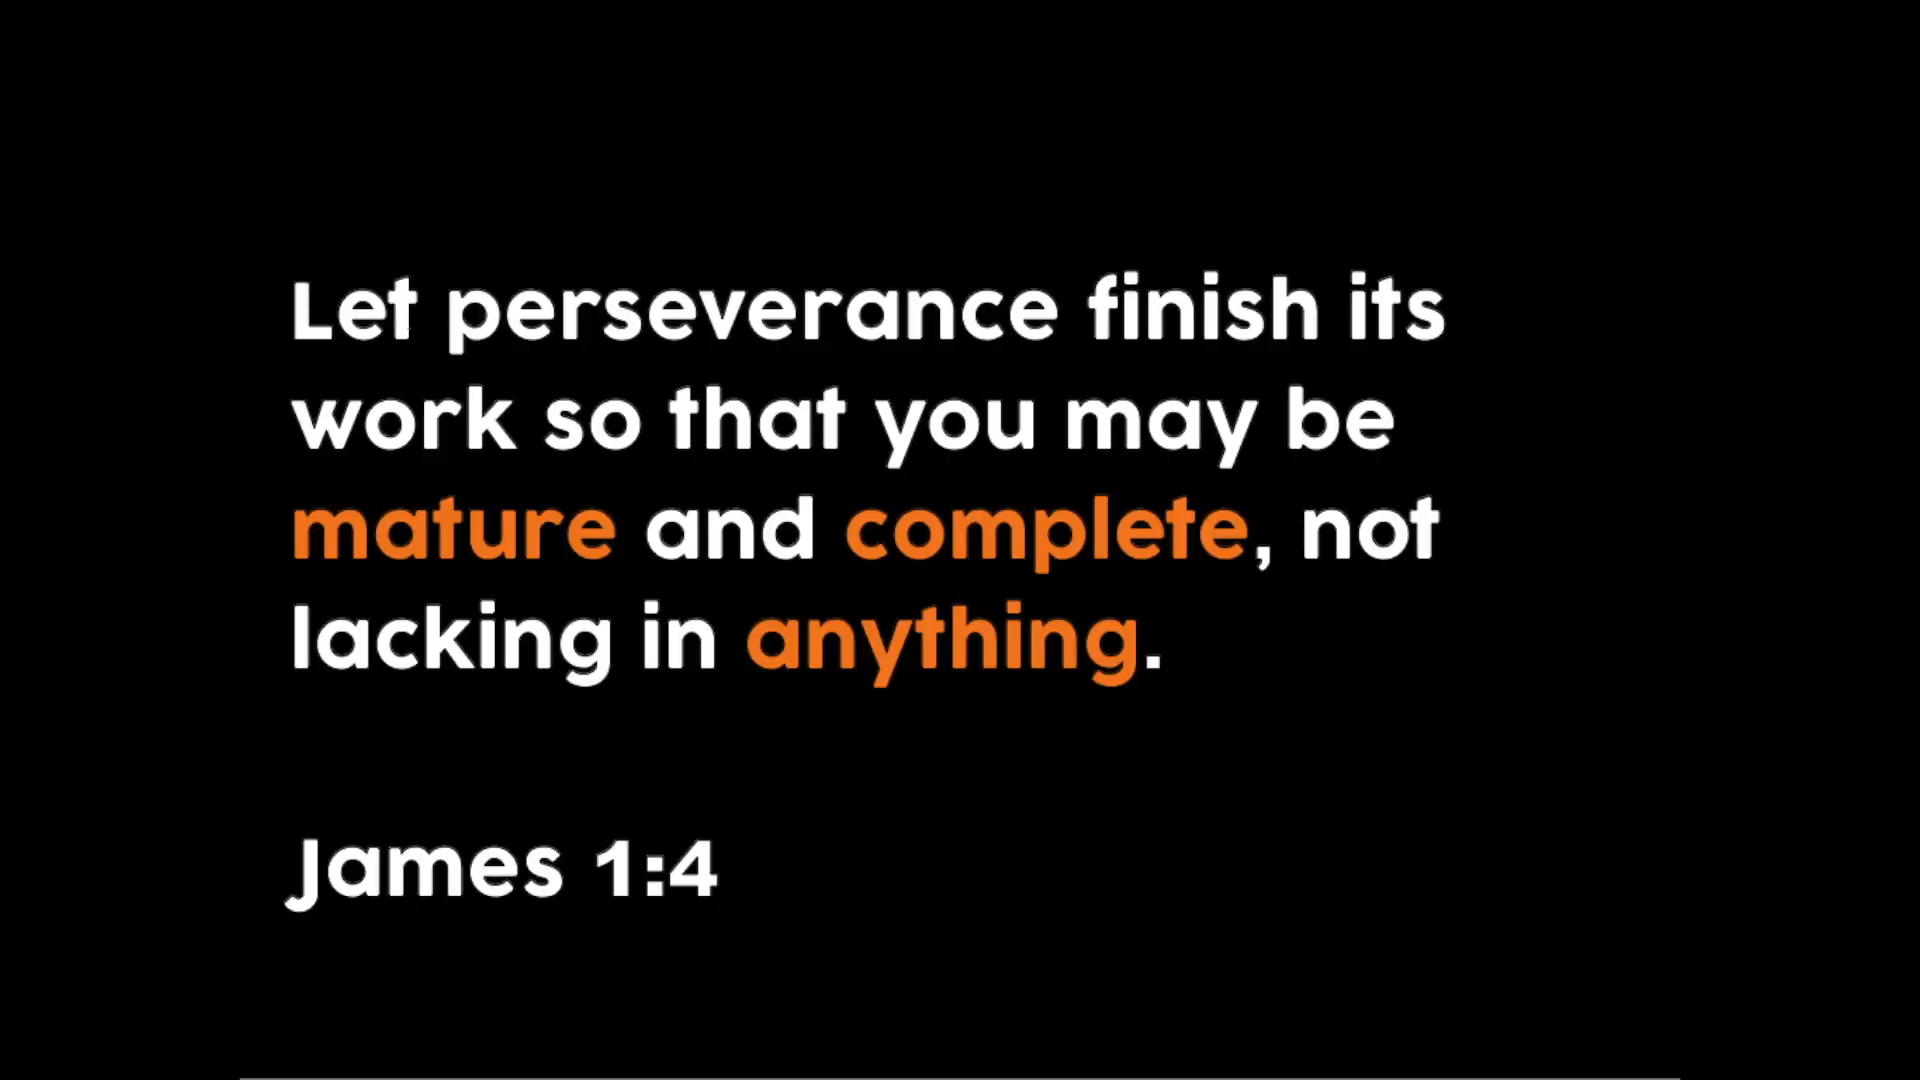 Let perseverance finish its
work so that you may be
mature and complete, not
lacking in anything.
James 1:4